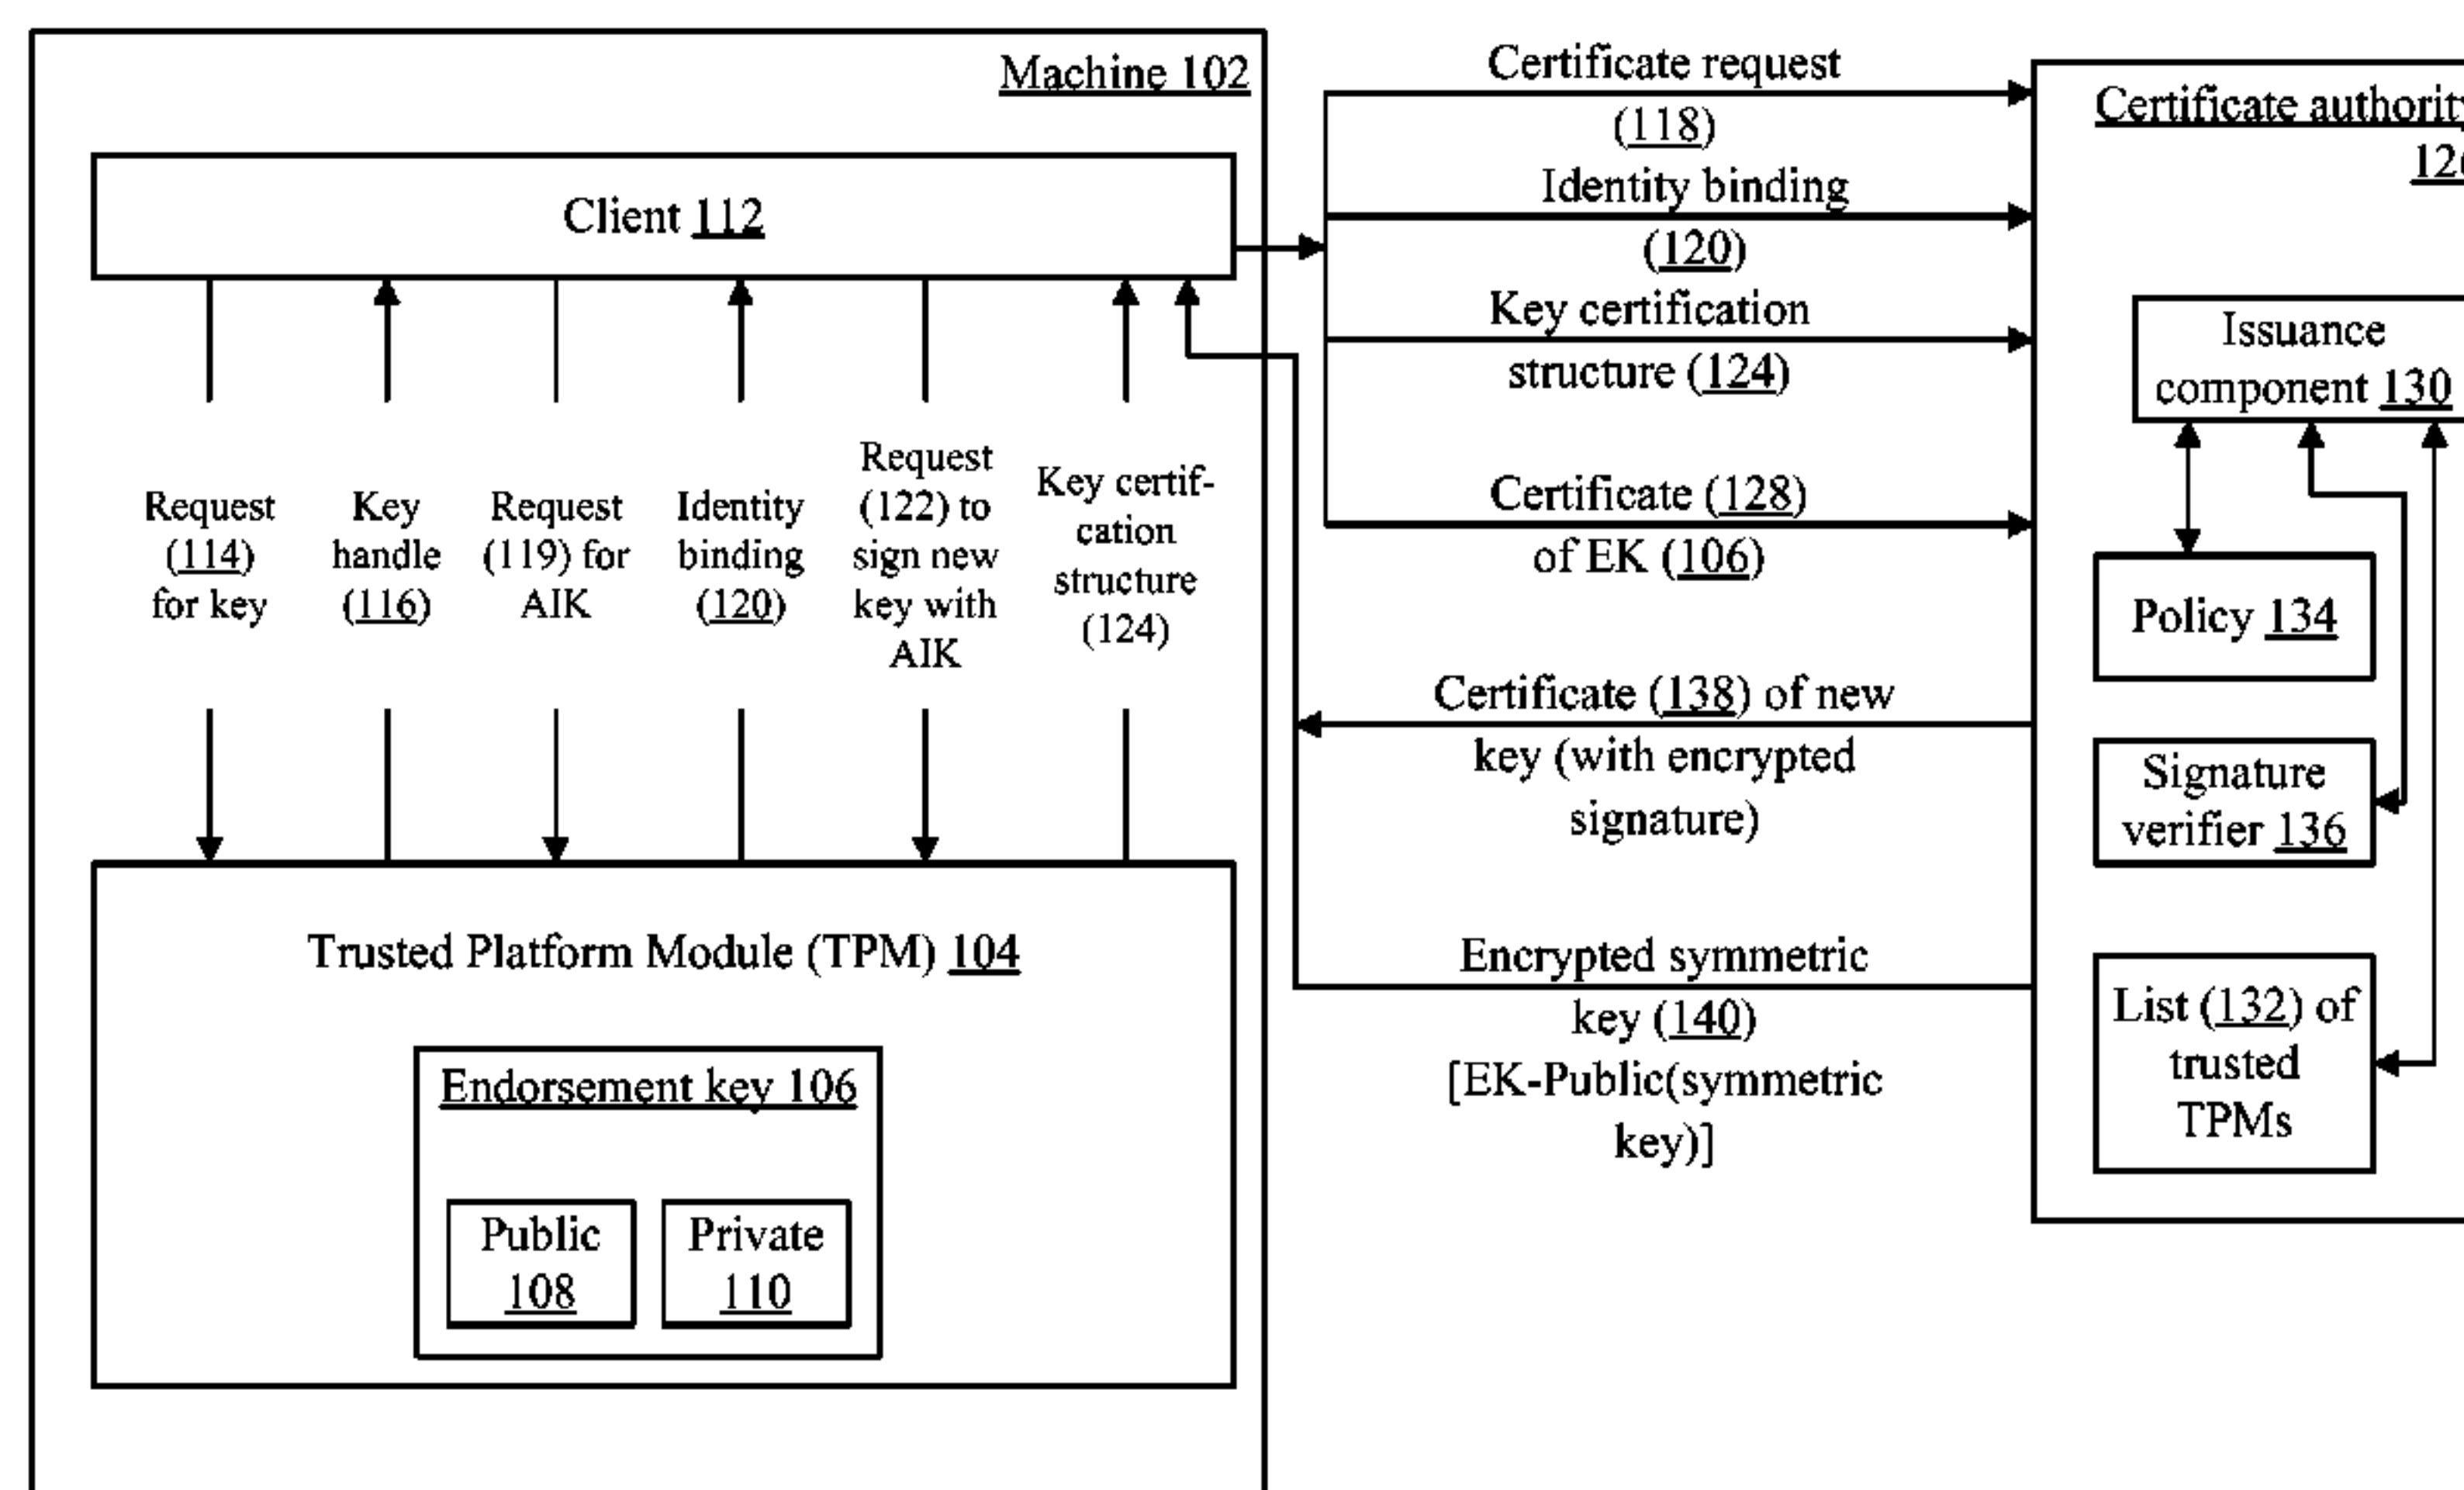 Machine 102
Client 112
Request
(114)
for key
Key
handle
(116)
Request
(119) for
AIK
Identity
binding
(120)
Request
(122) to
sign new
key with
AIK
Key certif-
cation
structure
(124)
Trusted Platform Module (TPM) 104
Endorsement key 106
Public
108
Private
110
Certificate request
(118)
Identity binding
(120)
Key certification
structure (124)
Certificate (128)
of EK (106)
Certificate (138) of new
key (with encrypted
signature)
Encrypted symmetric
key (140)
[EK-Public(symmetric
key)]
Certificate authority
Issuance
component 130
Policy 134
Signature
verifier 136
List (132) of
trusted
TPMs